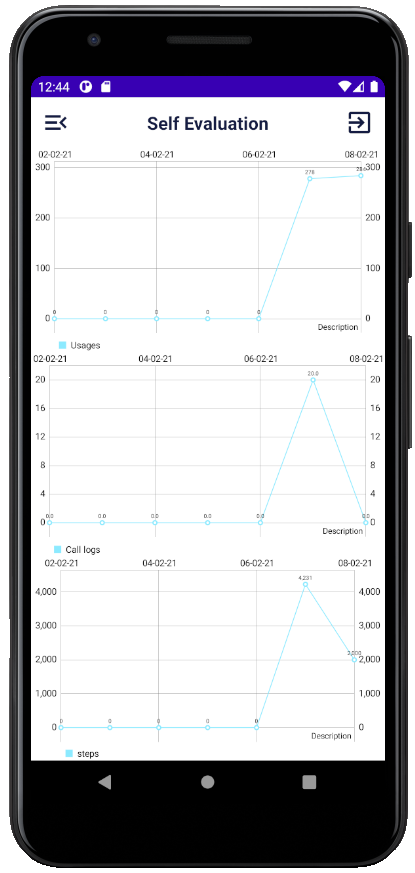 12:44
Self Evaluation
02-02-21 04-02-21 06-02-21 08-02-21
300 278 300
200 200
100 100
0 0 0 0 0 0 0
Description
Usages
02-02-21 04-02-21 06-02-21 08-02-21
20 20.0 20
16 16
12 12
8 8
4 4
0 0.0 0.0 0.0 0.0 0.0 0.0 0
Description
Call logs
02-02-21 04-02-21 06-02-21 08-02-21
4,231
4,000 4,000
3,000 3,000
2,000 2,000 2,000
1,000 1,000
0 0 0 0 0 0 0
Description
steps